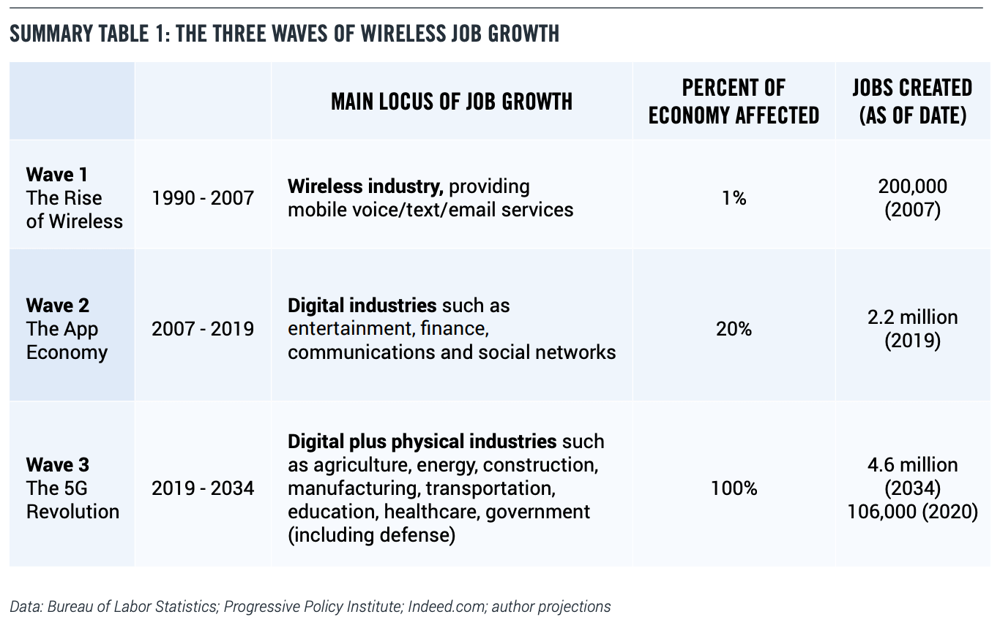 SUMMARY TABLE 1: THE THREE WAVES OF WIRELESS JOB GROWTH
MAIN LOCUS OF JOB GROWTH
PERCENT OF
ECONOMY AFFECTED
JOBS CREATED
(AS OF DATE)
Wave 1
The Rise
of Wireless
1990 - 2007
Wireless industry, providing
mobile voice/text/email services
1%
200,000
(2007)
Wave 2
The App
Economy
2007 - 2019
Digital industries such as
entertainment, finance,
communications and social networks
20%
2.2 million
(2019)
Wave 3
The 5G
Revolution
2019 - 2034
Digital plus physical industries such
as agriculture, energy, construction,
manufacturing, transportation,
education, healthcare, government
(including defense)
100%
4.6 million
(2034)
106,000 (2020)
Data: Bureau of Labor Statistics; Progressive Policy Institute; Indeed.com; author projections